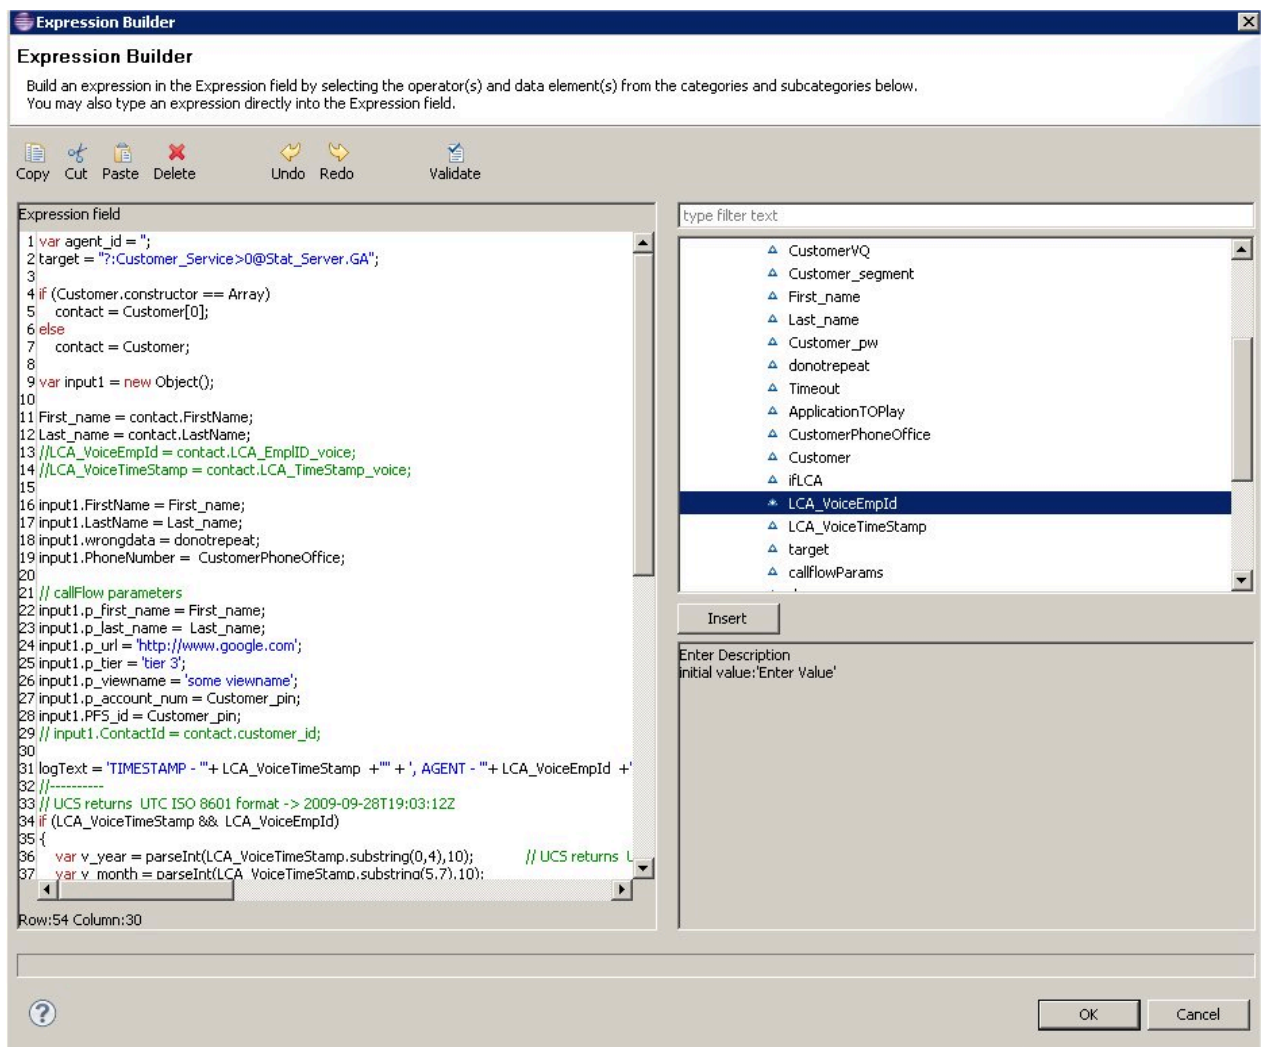 Expression Builder
Expression Builder
Build an expression in the Expression field by selecting the operator(s) and data element(s) from the categories and subcategories below.
You may also type an expression directly into the Expression field.
Copy Cut Paste Delete Undo Redo Validate
Expression field
1 var agent_id = '';
2 target = "?:Customer_Service>0@Stat_Server.GA";
3
4 if (Customer.constructor == Array)
5 contact = Customer[0];
6 else
7 contact = Customer;
8
9 var input1 = new Object();
10
11 First_name = contact.FirstName;
12 Last_name = contact.LastName;
13 //LCA_VoiceEmpId = contact.LCA_EmplID_voice;
14 //LCA_VoiceTimeStamp = contact.LCA_TimeStamp_voice;
15
16 input1.FirstName = First_name;
17 input1.LastName = Last_name;
18 input1.wrongdata = donotrepeat;
19 input1.PhoneNumber = CustomerPhoneOffice;
20
21 // callFlow parameters
22 input1.p_first_name = First_name;
23 input1.p_last_name = Last_name;
24 input1.p_url = 'http://www.google.com';
25 input1.p_tier = 'tier 3';
26 input1.p_viewname = 'some viewname';
27 input1.p_account_num = Customer_pin;
28 input1.PFS_id = Customer_pin;
29 // input1.ContactId = contact.customer_id;
30
31 logText = 'TIMESTAMP - "'+ LCA_VoiceTimeStamp +'"' + ', AGENT - "'+ LCA_VoiceEmpId +'
32 //----------
33 // UCS returns UTC ISO 8601 format -> 2009-09-28T19:03:12Z
34 if (LCA_VoiceTimeStamp && LCA_VoiceEmpId)
35 {
36 var v_year = parseInt(LCA_VoiceTimeStamp.substring(0,4),10); // UCS returns U
37 var v_month = parseInt(LCA_VoiceTimeStamp.substring(5,7),10);
Row:54 Column:30
type filter text
CustomerVQ
Customer_segment
First_name
Last_name
Customer_pw
donotrepeat
Timeout
ApplicationTOPlay
CustomerPhoneOffice
Customer
ifLCA
LCA_VoiceEmpId
LCA_VoiceTimeStamp
target
callflowParams
Insert
Enter Description
initial value:'Enter Value'
OK Cancel